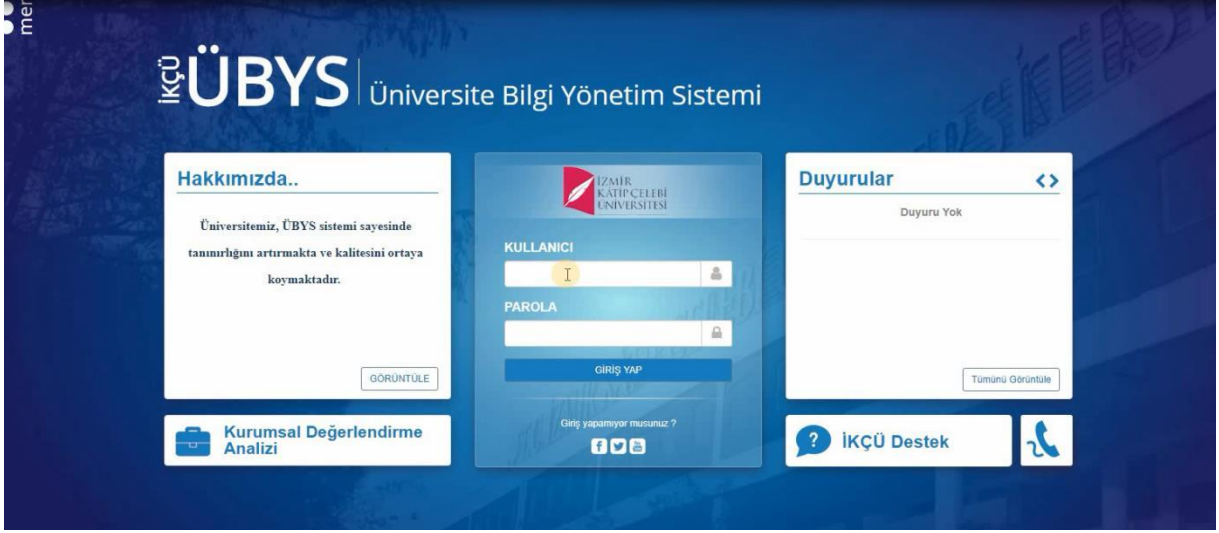 İKÇÜ ÜBYS Üniversite Bilgi Yönetim Sistemi
Hakkımızda..
Üniversitemiz, ÜBYS sistemi sayesinde
tanınırlığını artırmakta ve kalitesini ortaya
koymaktadır.
GÖRÜNTÜLE
Kurumsal Değerlendirme
Analizi
İZMİR
KATİP ÇELEBİ
ÜNİVERSİTESİ
KULLANICI
PAROLA
GİRİŞ YAP
Giriş yapamıyor musunuz ?
Duyurular
Duyuru Yok
Tümünü Görüntüle
İKÇÜ Destek